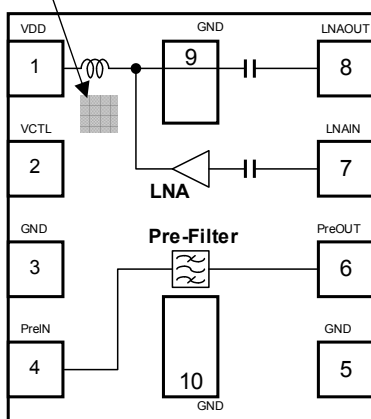 VDD
GND
LNAOUT
1
9
8
VCTL
LNAIN
2
7
LNA
GND
Pre-Filter
PreOUT
3
6
PreIN
GND
4
10
5
GND